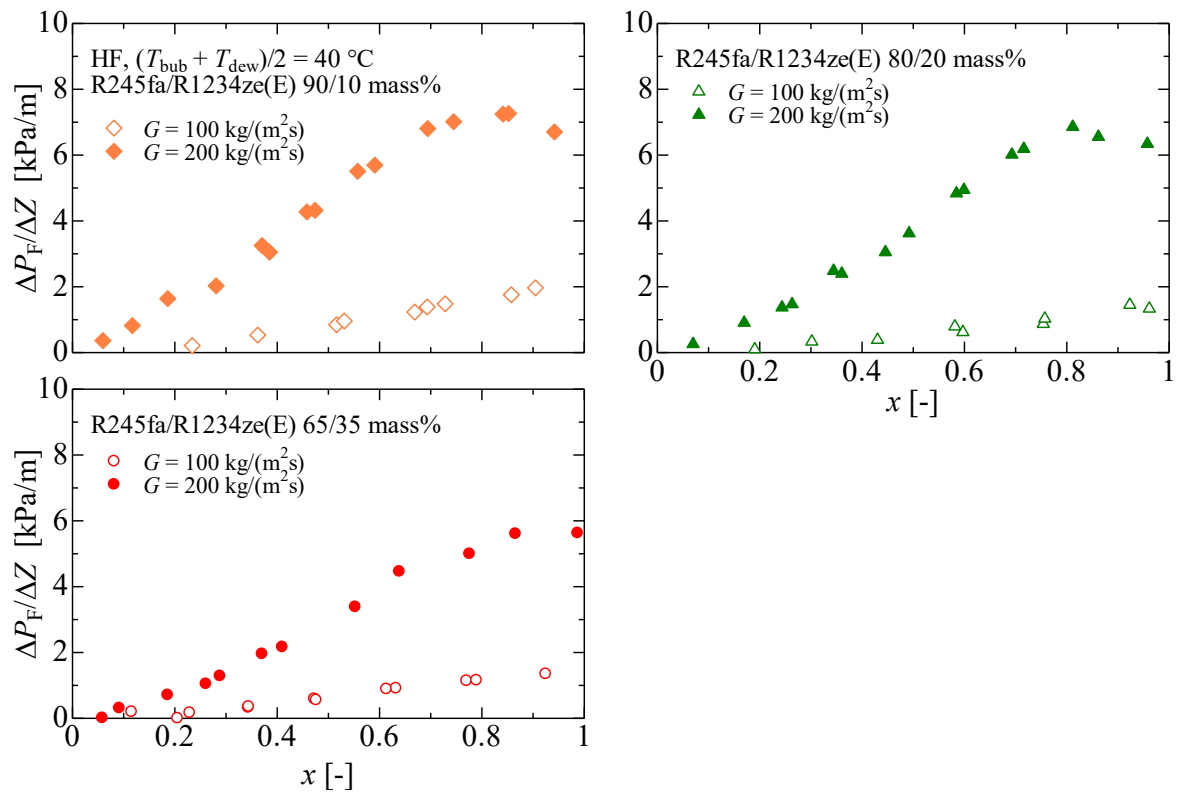 HF, (T_bub + T_dew)/2 = 40 °C
R245fa/R1234ze(E) 90/10 mass%
G = 100 kg/(m²s)
G = 200 kg/(m²s)
ΔP_F/ΔZ [kPa/m]
10
8
6
4
2
0
R245fa/R1234ze(E) 80/20 mass%
G = 100 kg/(m²s)
G = 200 kg/(m²s)
10
8
6
4
2
0
0 0.2 0.4 0.6 0.8 1
x [-]
R245fa/R1234ze(E) 65/35 mass%
G = 100 kg/(m²s)
G = 200 kg/(m²s)
ΔP_F/ΔZ [kPa/m]
10
8
6
4
2
0
0 0.2 0.4 0.6 0.8 1
x [-]